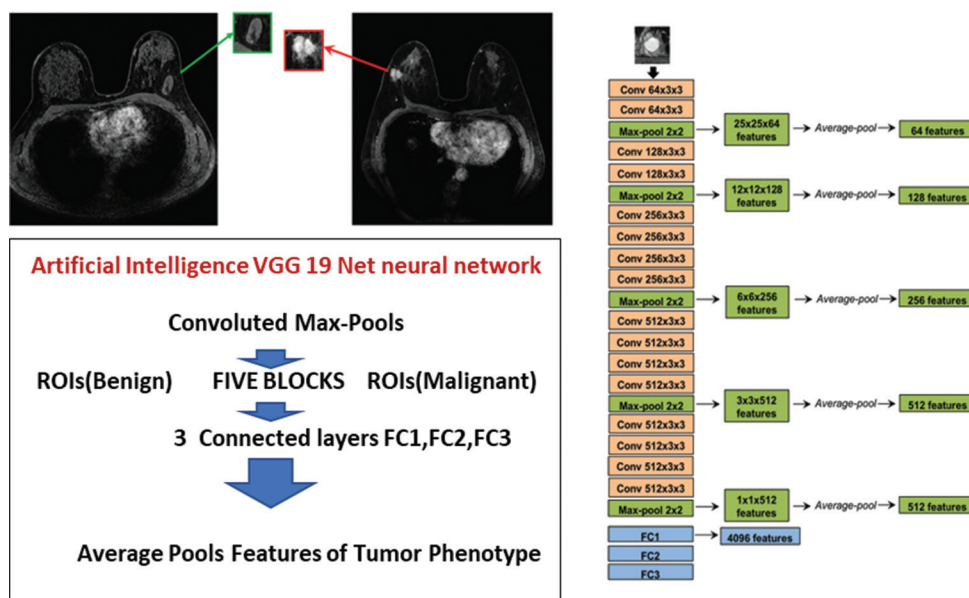 Artificial Intelligence VGG 19 Net neural network
Convoluted Max-Pools
ROIs(Benign) FIVE BLOCKS ROIs(Malignant)
3 Connected layers FC1,FC2,FC3
Average Pools Features of Tumor Phenotype
Conv 64x3x3
Conv 64x3x3
Max-pool 2x2
25x25x64
features
Average-pool
64 features
Conv 128x3x3
Conv 128x3x3
Max-pool 2x2
12x12x128
features
Average-pool
128 features
Conv 256x3x3
Conv 256x3x3
Conv 256x3x3
Conv 256x3x3
Max-pool 2x2
6x6x256
features
Average-pool
256 features
Conv 512x3x3
Conv 512x3x3
Conv 512x3x3
Conv 512x3x3
Max-pool 2x2
3x3x512
features
Average-pool
512 features
Conv 512x3x3
Conv 512x3x3
Conv 512x3x3
Conv 512x3x3
Max-pool 2x2
1x1x512
features
Average-pool
512 features
FC1
4096 features
FC2
FC3